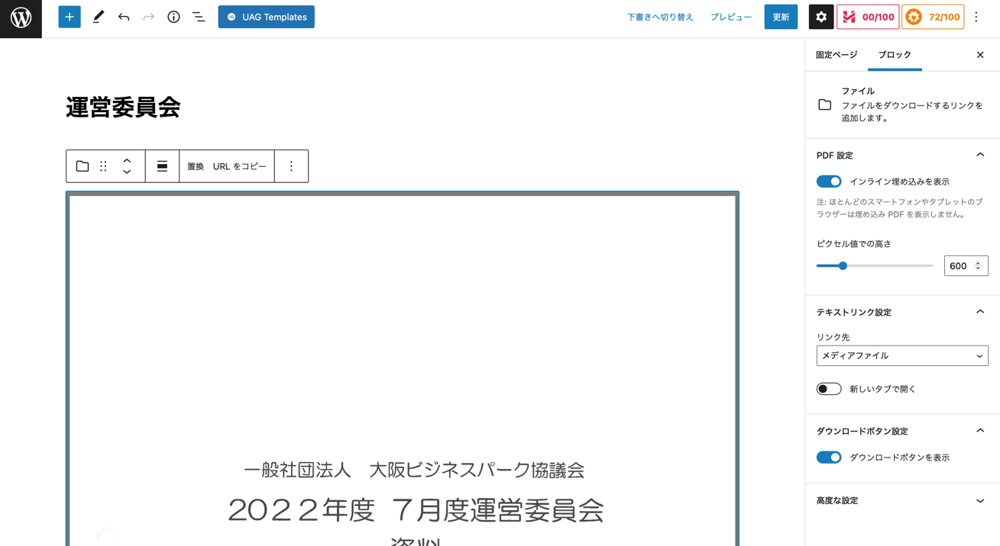 UAG Templates
下書きへ切り替え
プレビュー
更新
00/100
72/100
固定ページ
ブロック
運営委員会
置換
URL をコピー
一般社団法人　大阪ビジネスパーク協議会
２０２２年度 ７月度運営委員会
資料
ファイル
ファイルをダウンロードするリンクを
追加します。
PDF 設定
インライン埋め込みを表示
注: ほとんどのスマートフォンやタブレットのブ
ラウザーは埋め込み PDF を表示しません。
ピクセル値での高さ
600
テキストリンク設定
リンク先
メディアファイル
新しいタブで開く
ダウンロードボタン設定
ダウンロードボタンを表示
高度な設定